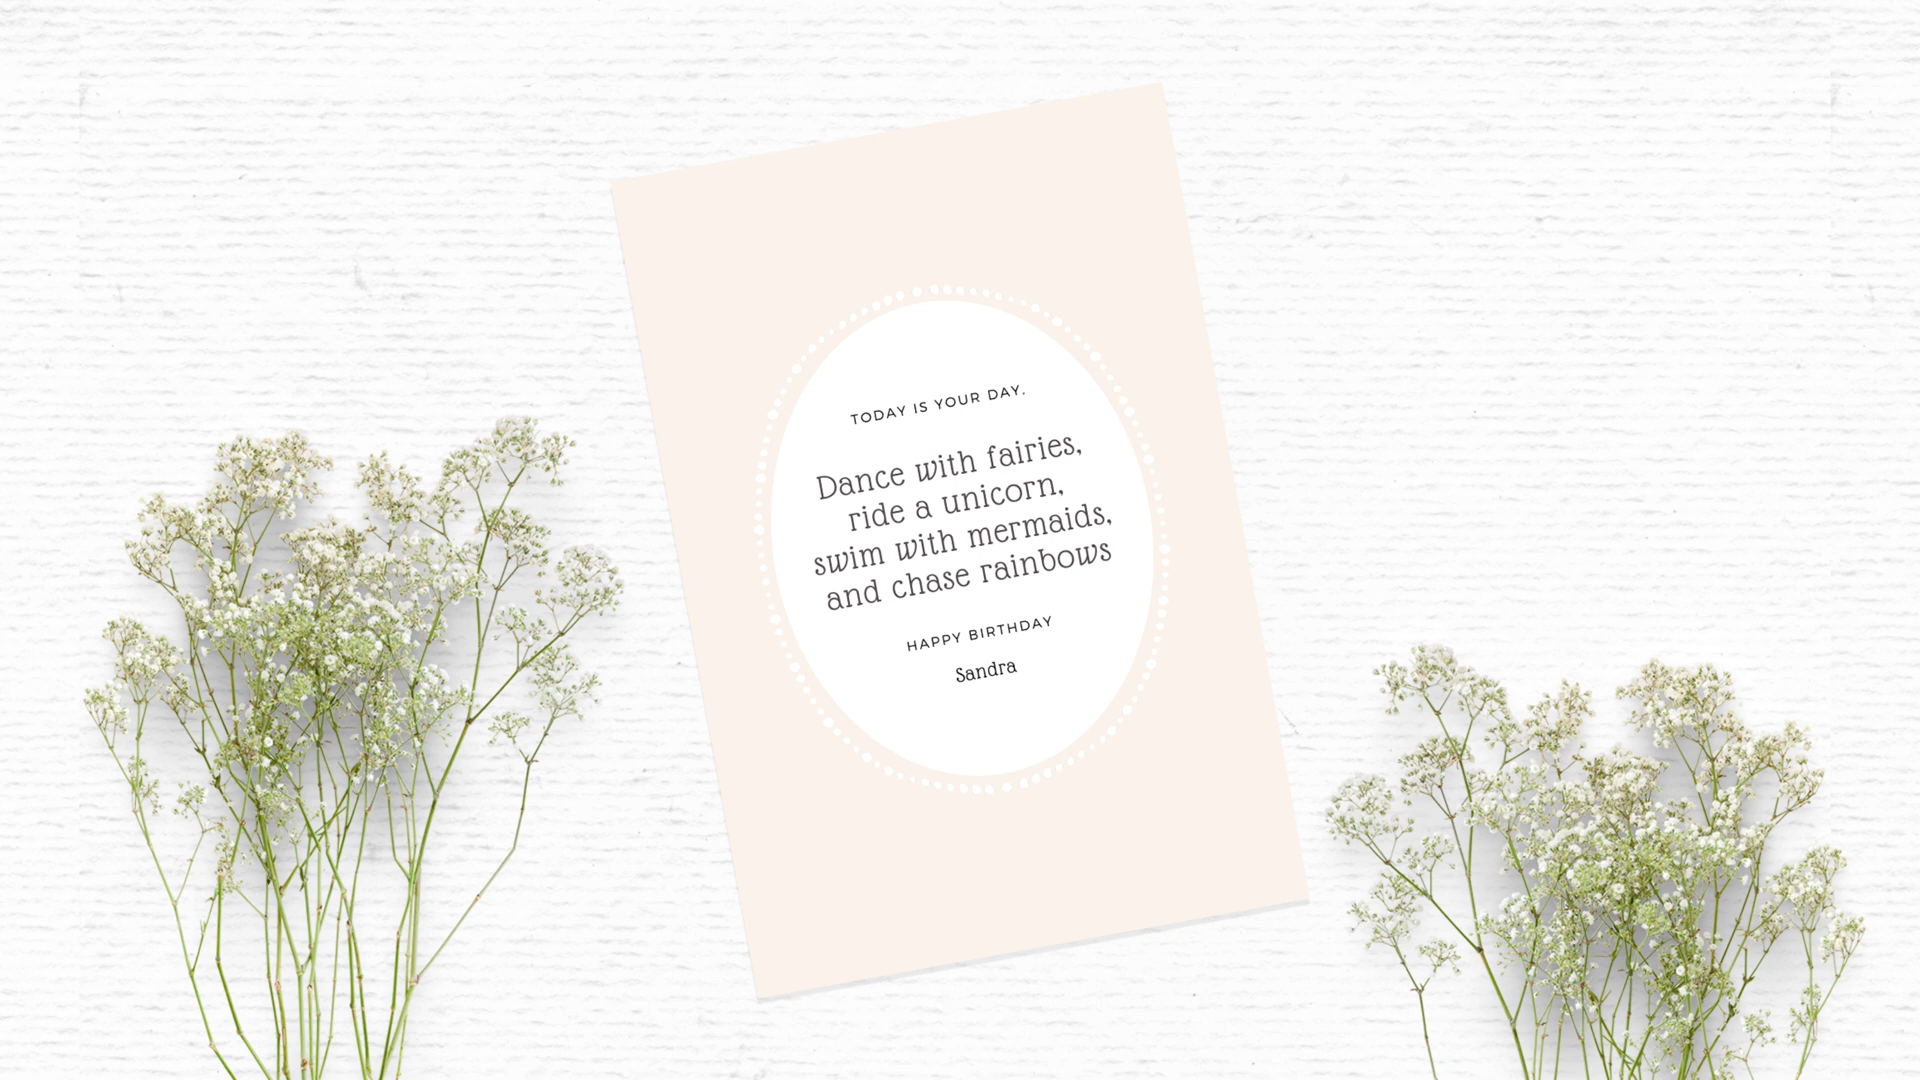 TODAY IS YOUR DAY.
Dance with fairies,
ride a unicorn,
swim with mermaids,
and chase rainbows
HAPPY BIRTHDAY
Sandra